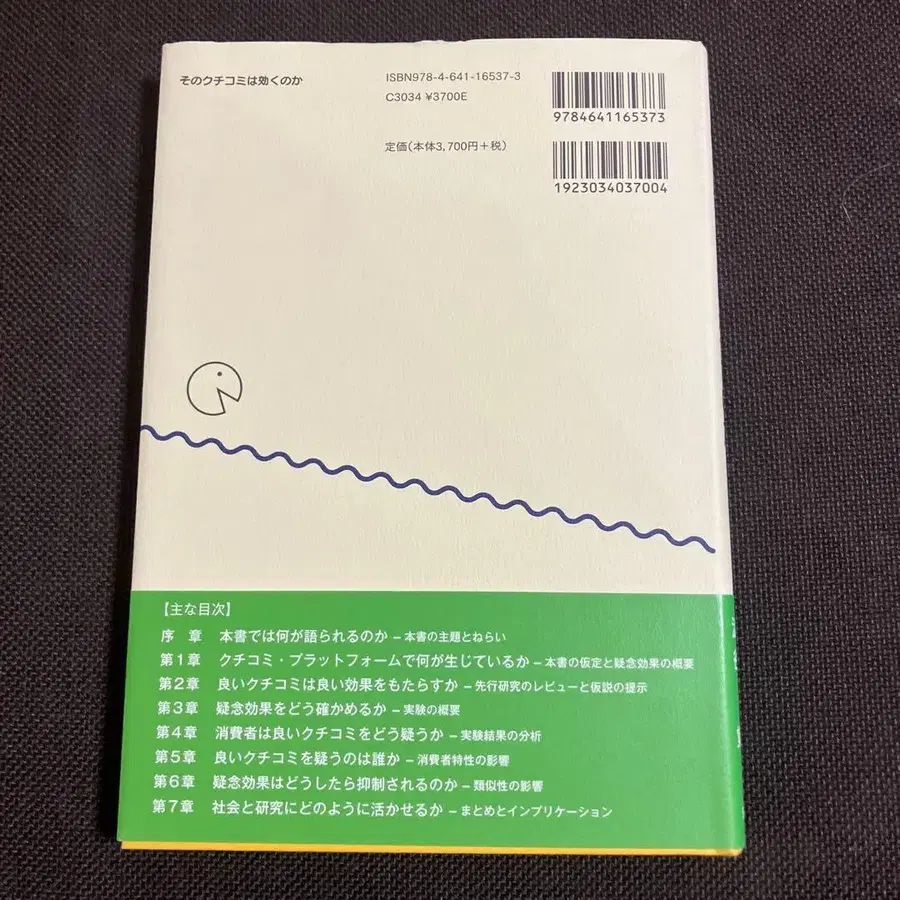 そのクチコミは効くのか
ISBN978-4-641-16537-3
C3034 ¥3700E
定価(本体3,700円+税)
9784641165373
1923034037004
【主な目次】
序 章 本書では何が語られるのか – 本書の主題とねらい
第1章 クチコミ・プラットフォームで何が生じているか – 本書の仮定と疑念効果の概要
第2章 良いクチコミは良い効果をもたらすか – 先行研究のレビューと仮説の提示
第3章 疑念効果をどう確かめるか – 実験の概要
第4章 消費者は良いクチコミをどう疑うか – 実験結果の分析
第5章 良いクチコミを疑うのは誰か – 消費者特性の影響
第6章 疑念効果はどうしたら抑制されるのか – 類似性の影響
第7章 社会と研究にどのように活かせるか – まとめとインプリケーション